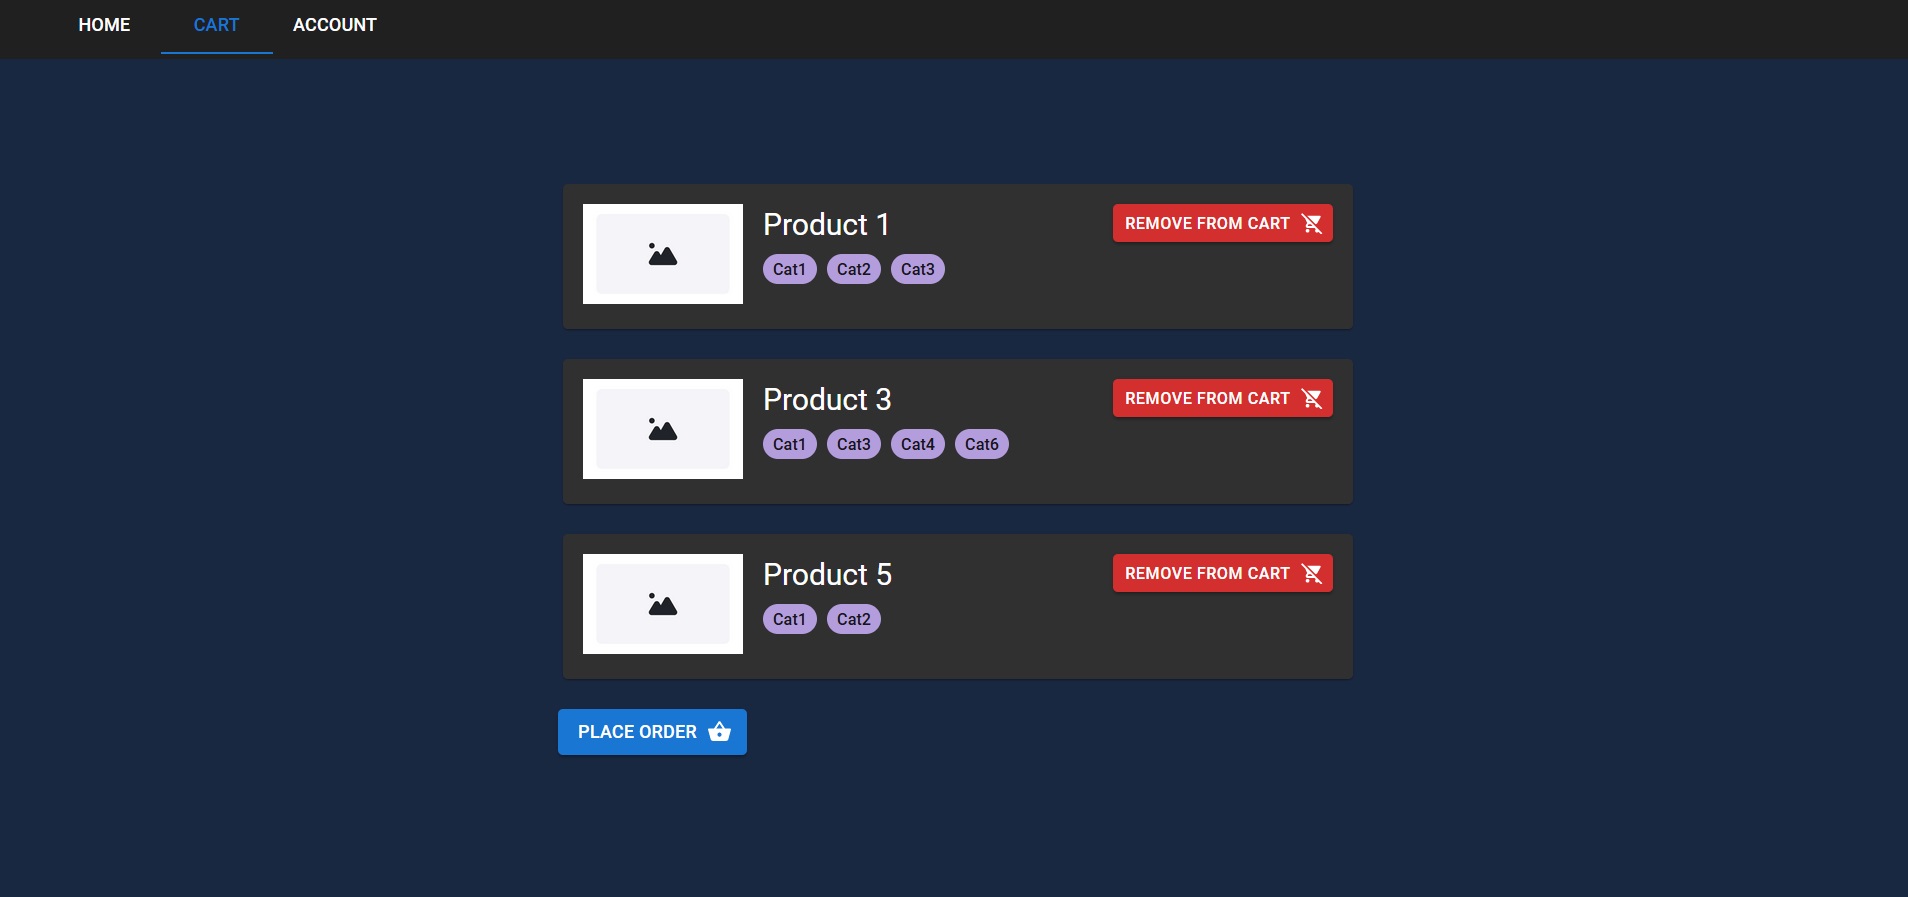 HOME CART ACCOUNT
Product 1
REMOVE FROM CART
Cat1 Cat2 Cat3
Product 3
REMOVE FROM CART
Cat1 Cat3 Cat4 Cat6
Product 5
REMOVE FROM CART
Cat1 Cat2
PLACE ORDER